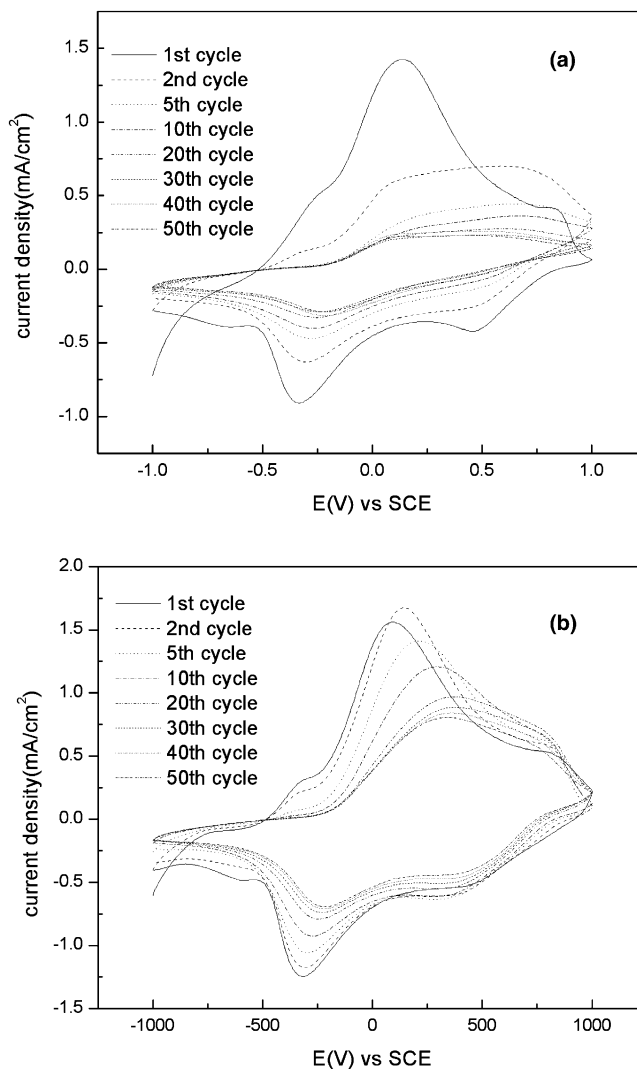 (a)
1st cycle
2nd cycle
5th cycle
10th cycle
20th cycle
30th cycle
40th cycle
50th cycle
1.5
1.0
0.5
0.0
-0.5
-1.0
current density(mA/cm²)
-1.0 -0.5 0.0 0.5 1.0
E(V) vs SCE
(b)
1st cycle
2nd cycle
5th cycle
10th cycle
20th cycle
30th cycle
40th cycle
50th cycle
2.0
1.5
1.0
0.5
0.0
-0.5
-1.0
-1.5
current density(mA/cm²)
-1000 -500 0 500 1000
E(V) vs SCE